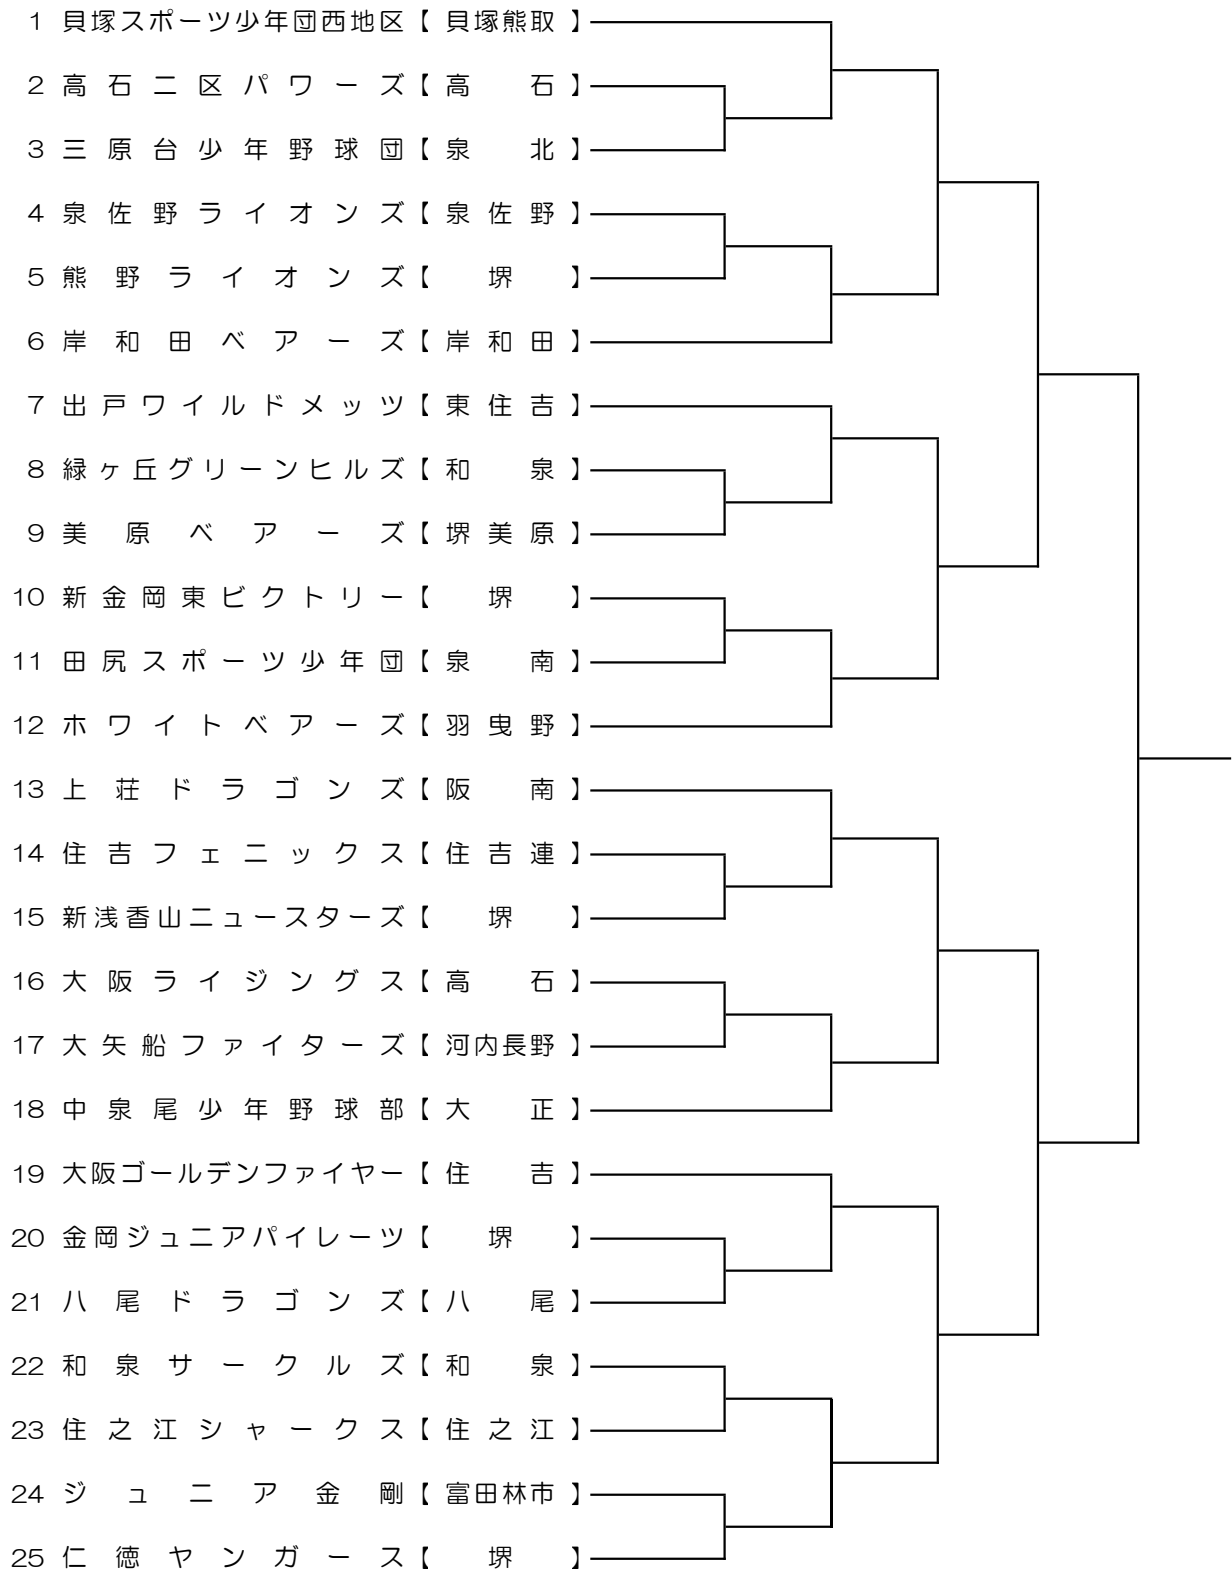 1 貝塚スポーツ少年団西地区【 貝塚熊取 】
2 高石二区パワーズ【 高石 】
3 三原台少年野球団【 泉北 】
4 泉佐野ライオンズ【 泉佐野 】
5 熊野ライオンズ【 堺 】
6 岸和田ベアーズ【 岸和田 】
7 出戸ワイルドメッツ【 東住吉 】
8 緑ヶ丘グリーンヒルズ【 和泉 】
9 美原ベアーズ【 堺美原 】
10 新金岡東ビクトリー【 堺 】
11 田尻スポーツ少年団【 泉南 】
12 ホワイトベアーズ【 羽曳野 】
13 上荘ドラゴンズ【 阪南 】
14 住吉フェニックス【 住吉連 】
15 新浅香山ニュースターズ【 堺 】
16 大阪ライジングス【 高石 】
17 大矢船ファイターズ【 河内長野 】
18 中泉尾少年野球部【 大正 】
19 大阪ゴールデンファイヤー【 住吉 】
20 金岡ジュニアパイレーツ【 堺 】
21 八尾ドラゴンズ【 八尾 】
22 和泉サークルズ【 和泉 】
23 住之江シャークス【 住之江 】
24 ジュニア金剛【 富田林市 】
25 仁徳ヤンガース【 堺 】